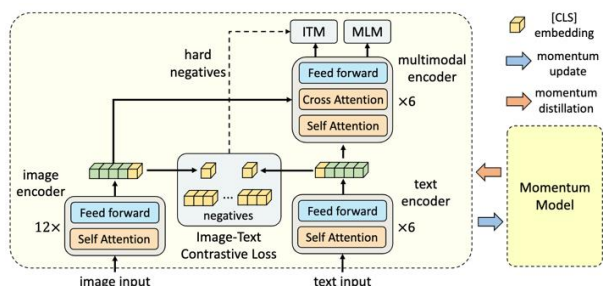 ITM
MLM
[CLS]
embedding
hard
negatives
Feed forward
multimodal
encoder
momentum
update
Cross Attention
×6
Self Attention
momentum
distillation
image
encoder
text
encoder
Momentum
Model
12×
Feed forward
Self Attention
...
negatives
Image-Text
Contrastive Loss
Feed forward
Self Attention
×6
image input
text input